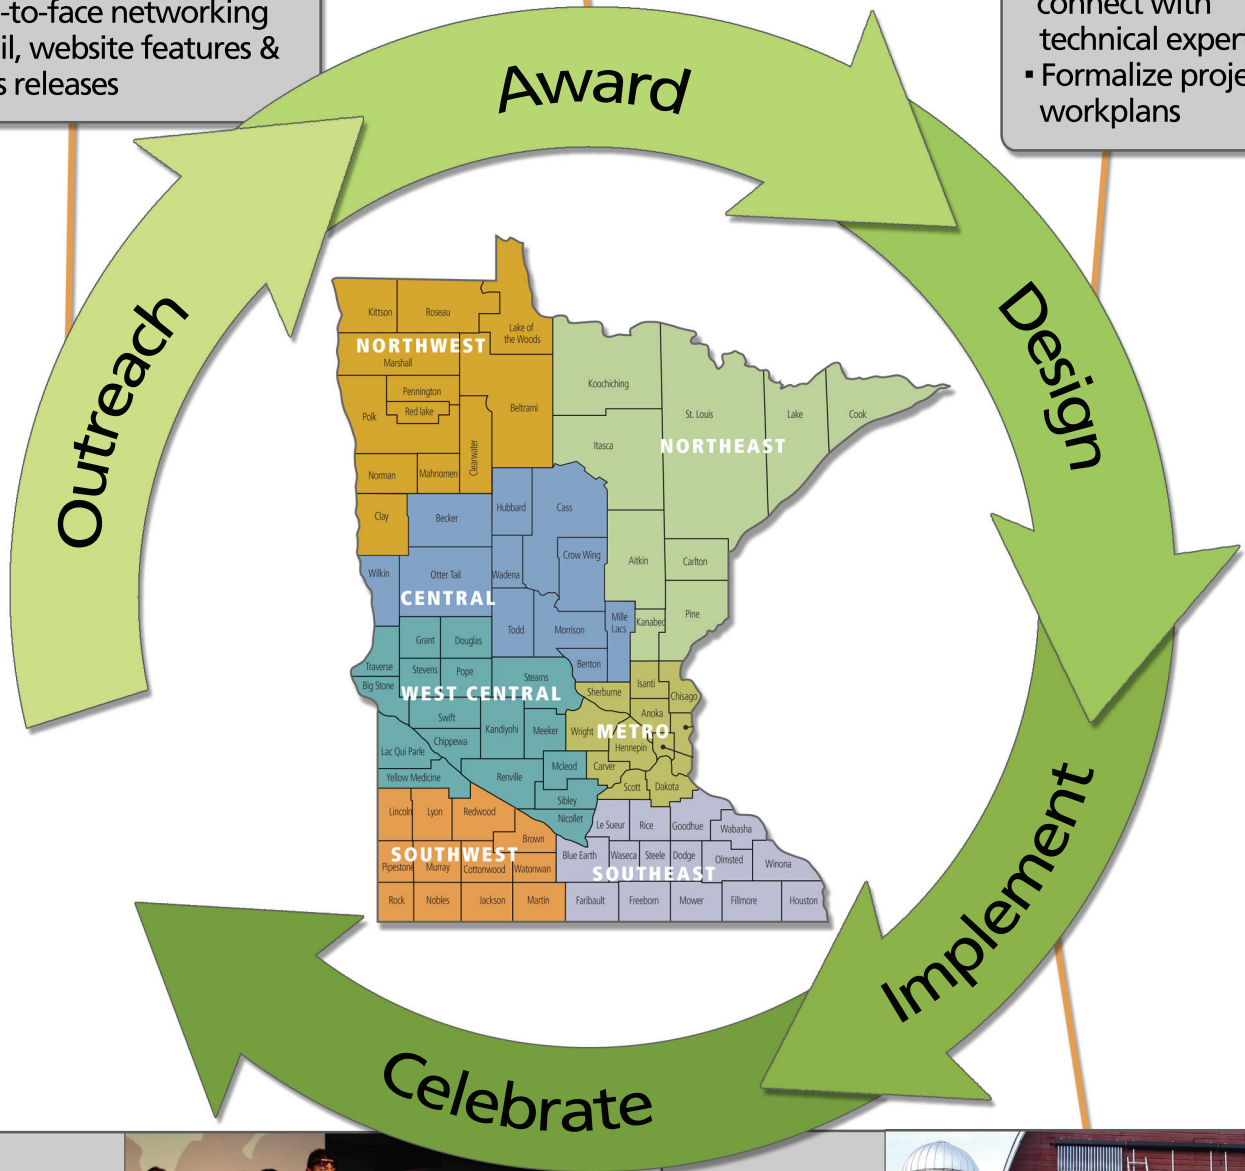 -to-face networking
il, website features &
s releases
connect with
technical exper
▪ Formalize proje
workplans
Award
Outreach
Design
Implement
Celebrate
Kittson
Roseau
Lake of
the Woods
NORTHWEST
Marshall
Pennington
Red lake
Polk
Beltrami
Clearwater
Norman
Mahnomen
Clay
Koochiching
St. Louis
Lake
Cook
Itasca
NORTHEAST
Aitkin
Carlton
Pine
Kanabec
Hubbard
Cass
Becker
Crow Wing
Wilkin
Otter Tail
Wadena
CENTRAL
Mille
Lacs
Todd
Morrison
Benton
Grant
Douglas
Traverse
Stevens
Pope
Stearns
Big Stone
WEST CENTRAL
Swift
Kandiyohi
Meeker
Chippewa
Lac Qui Parle
Yellow Medicine
Renville
Mcleod
Sibley
Nicollet
Sherburne
Isanti
Chisago
Anoka
Wright
METRO
Hennepin
Carver
Scott
Dakota
Lincoln
Lyon
Redwood
Brown
SOUTHWEST
Pipestone
Murray
Cottonwood
Watonwan
Rock
Nobles
Jackson
Martin
Le Sueur
Rice
Goodhue
Wabasha
Blue Earth
Waseca
Steele
Dodge
Olmsted
Winona
SOUTHEAST
Faribault
Freeborn
Mower
Fillmore
Houston